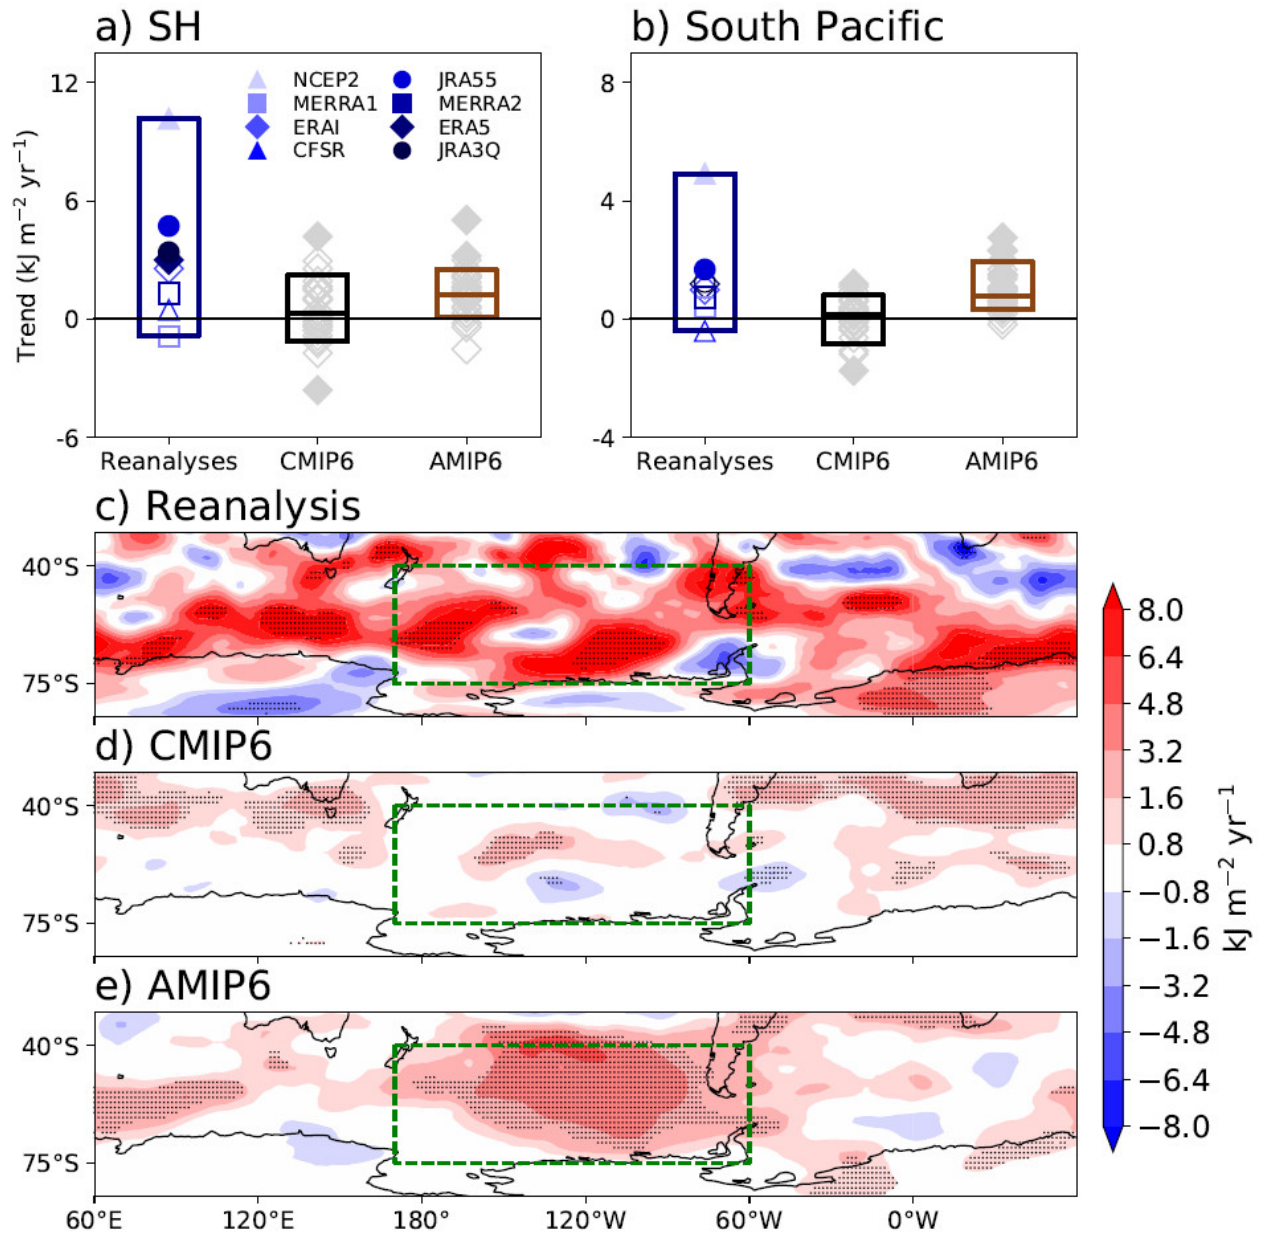 a) SH
b) South Pacific
Trend (kJ m⁻² yr⁻¹)
12
6
0
-6
NCEP2
MERRA1
ERAI
CFSR
JRA55
MERRA2
ERA5
JRA3Q
Reanalyses
CMIP6
AMIP6
8
4
0
-4
Reanalyses
CMIP6
AMIP6
c) Reanalysis
40°S
75°S
d) CMIP6
40°S
75°S
e) AMIP6
40°S
75°S
60°E
120°E
180°
120°W
60°W
0°W
8.0
6.4
4.8
3.2
1.6
0.8
−0.8
−1.6
−3.2
−4.8
−6.4
−8.0
kJ m⁻² yr⁻¹